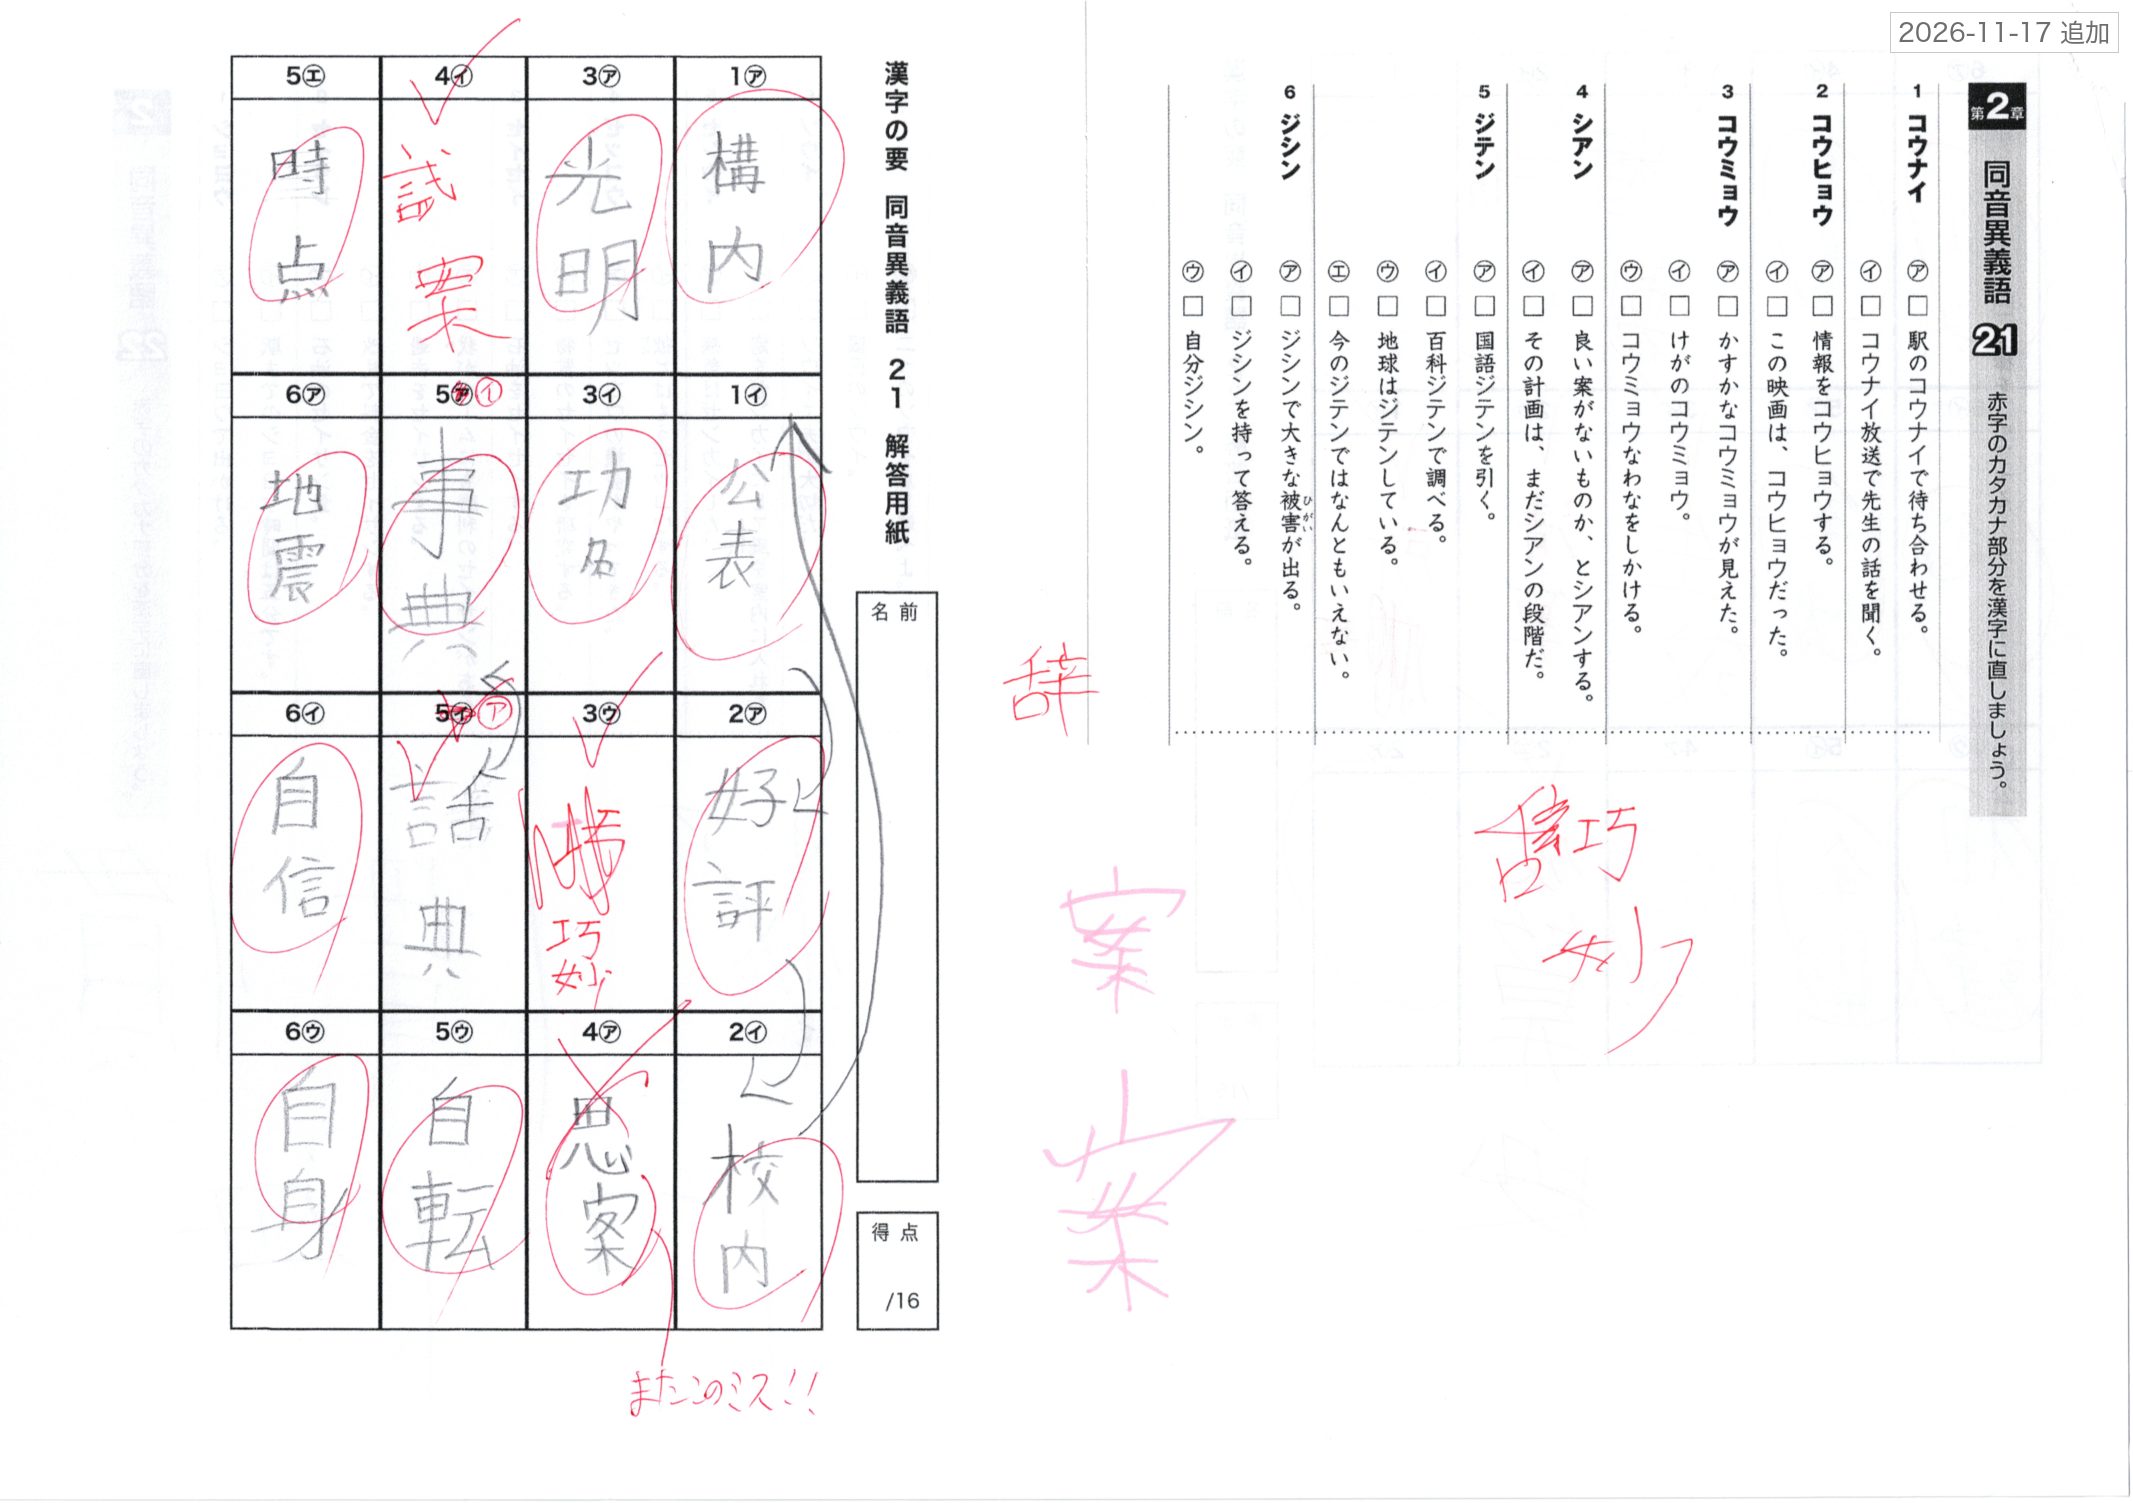 2026-11-17 追加
第2章 同音異義語 21 赤字のカタカナ部分を漢字に直しましょう。
1 コウナイ
㋐ □ 駅のコウナイで待ち合わせる。
㋑ □ コウナイ放送で先生の話を聞く。
2 コウヒョウ
㋐ □ 情報をコウヒョウする。
㋑ □ この映画は、コウヒョウだった。
3 コウミョウ
㋐ □ かすかなコウミョウが見えた。
㋑ □ けがのコウミョウ。
㋒ □ コウミョウなわなをしかける。
4 シアン
㋐ □ 良い案がないものか、とシアンする。
㋑ □ その計画は、まだシアンの段階だ。
5 ジテン
㋐ □ 国語ジテンを引く。
㋑ □ 百科ジテンで調べる。
㋒ □ 地球はジテンしている。
㋓ □ 今のジテンではなんともいえない。
6 ジシン
㋐ □ ジシンで大きな被害が出る。
ひがい
㋑ □ ジシンを持って答える。
㋒ □ 自分ジシン。
巧妙
辞
案
案
漢字の要 同音異義語 21 解答用紙
名前
得点
/16
1㋐
構内
1㋑
公表
2㋐
好評
2㋑
校内
3㋐
光明
3㋑
功名
3㋒
巧妙
4㋐
思案
4㋑
試案
5㋑
事典
5㋐
話典
5㋒
自転
5㋓
時点
6㋐
地震
6㋑
自信
6㋒
自身
またこのミス!!